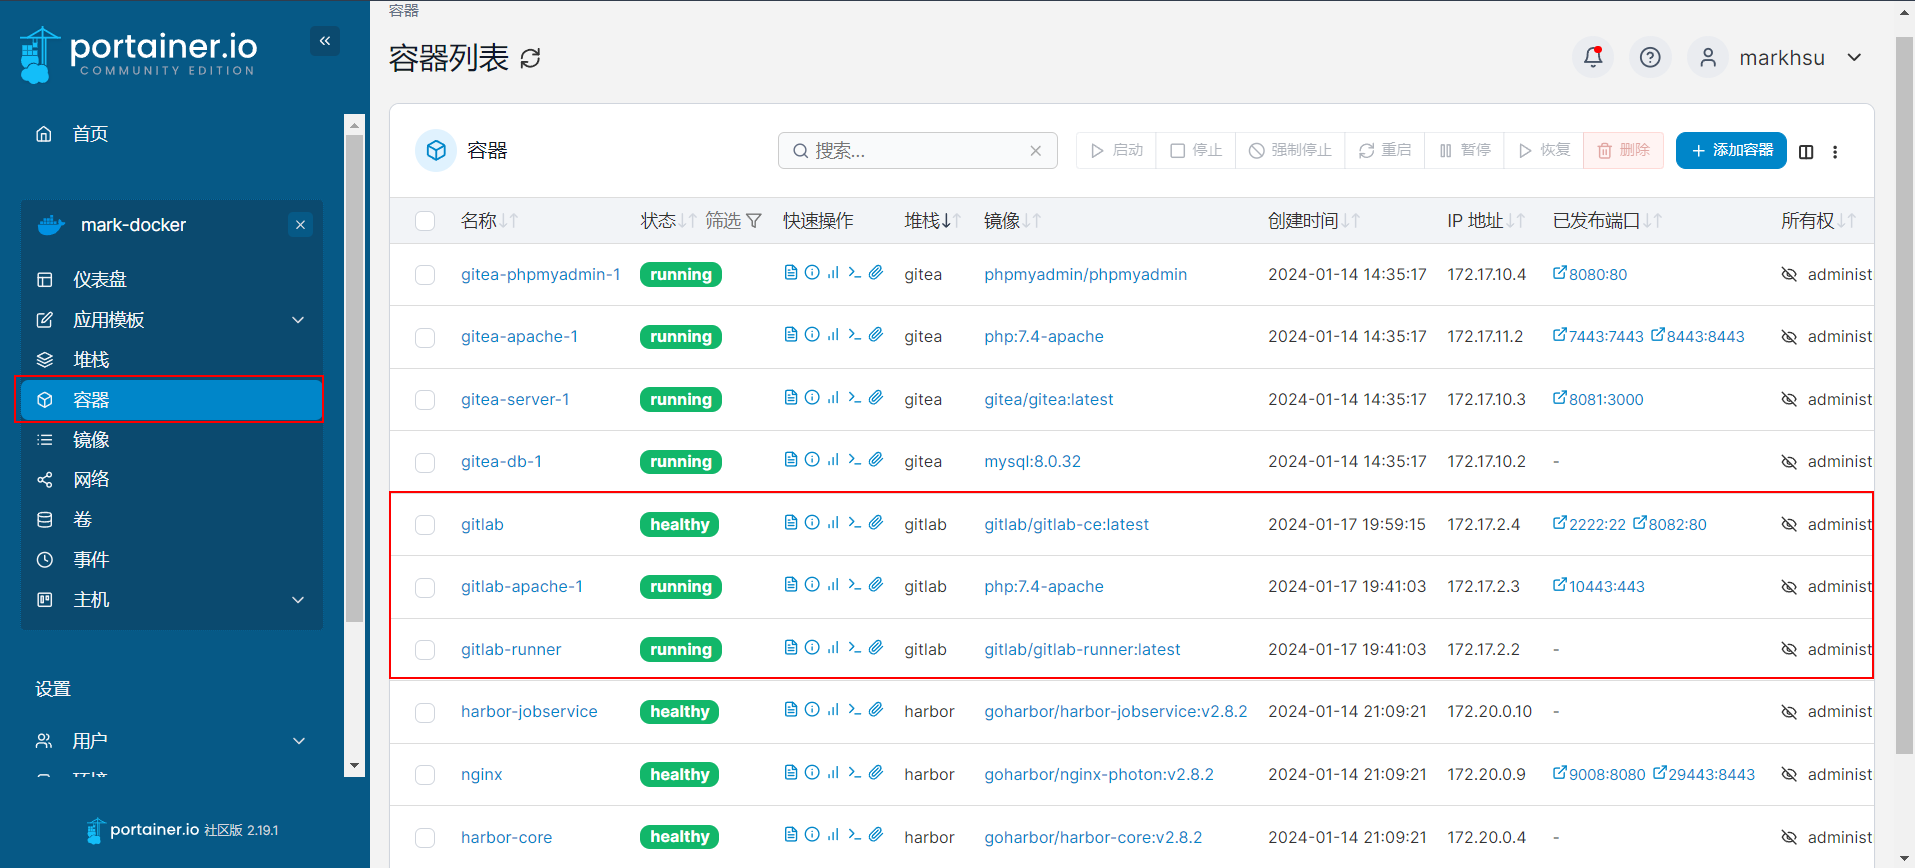 portainer.io
COMMUNITY EDITION
首页
mark-docker
仪表盘
应用模板
堆栈
容器
镜像
网络
卷
事件
主机
设置
用户
环境
portainer.io 社区版 2.19.1
容器
容器列表
markhsu
容器
搜索...
启动 停止 强制停止 重启 暂停 恢复 删除 添加容器
名称 状态 筛选 快速操作 堆栈 镜像 创建时间 IP 地址 已发布端口 所有权
gitea-phpmyadmin-1 running gitea phpmyadmin/phpmyadmin 2024-01-14 14:35:17 172.17.10.4 8080:80 administ
gitea-apache-1 running gitea php:7.4-apache 2024-01-14 14:35:17 172.17.11.2 7443:7443 8443:8443 administ
gitea-server-1 running gitea gitea/gitea:latest 2024-01-14 14:35:17 172.17.10.3 8081:3000 administ
gitea-db-1 running gitea mysql:8.0.32 2024-01-14 14:35:17 172.17.10.2 - administ
gitlab healthy gitlab gitlab/gitlab-ce:latest 2024-01-17 19:59:15 172.17.2.4 2222:22 8082:80 administ
gitlab-apache-1 running gitlab php:7.4-apache 2024-01-17 19:41:03 172.17.2.3 10443:443 administ
gitlab-runner running gitlab gitlab/gitlab-runner:latest 2024-01-17 19:41:03 172.17.2.2 - administ
harbor-jobservice healthy harbor goharbor/harbor-jobservice:v2.8.2 2024-01-14 21:09:21 172.20.0.10 - administ
nginx healthy harbor goharbor/nginx-photon:v2.8.2 2024-01-14 21:09:21 172.20.0.9 9008:8080 29443:8443 administ
harbor-core healthy harbor goharbor/harbor-core:v2.8.2 2024-01-14 21:09:21 172.20.0.4 - administ